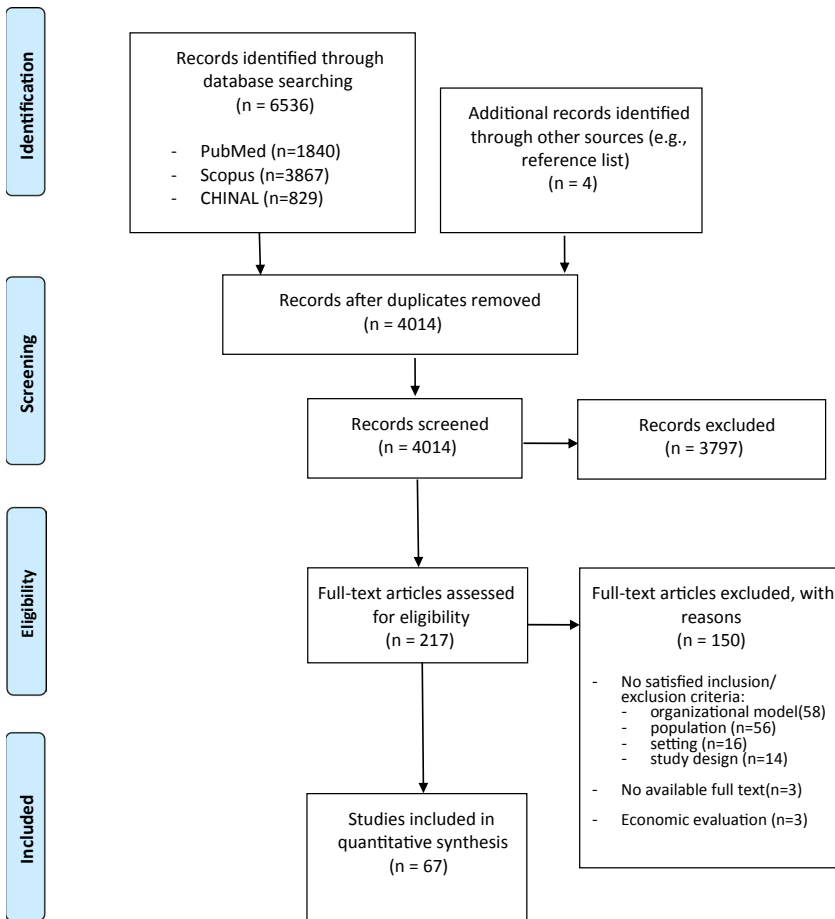 Identification
Records identified through
database searching
(n = 6536)
- PubMed (n=1840)
- Scopus (n=3867)
- CHINAL (n=829)
Additional records identified
through other sources (e.g.,
reference list)
(n = 4)
Screening
Records after duplicates removed
(n = 4014)
Records screened
(n = 4014)
Records excluded
(n = 3797)
Eligibility
Full-text articles assessed
for eligibility
(n = 217)
Full-text articles excluded, with
reasons
(n = 150)
- No satisfied inclusion/
exclusion criteria:
- organizational model(58)
- population (n=56)
- setting (n=16)
- study design (n=14)
- No available full text(n=3)
- Economic evaluation (n=3)
Included
Studies included in
quantitative synthesis
(n = 67)